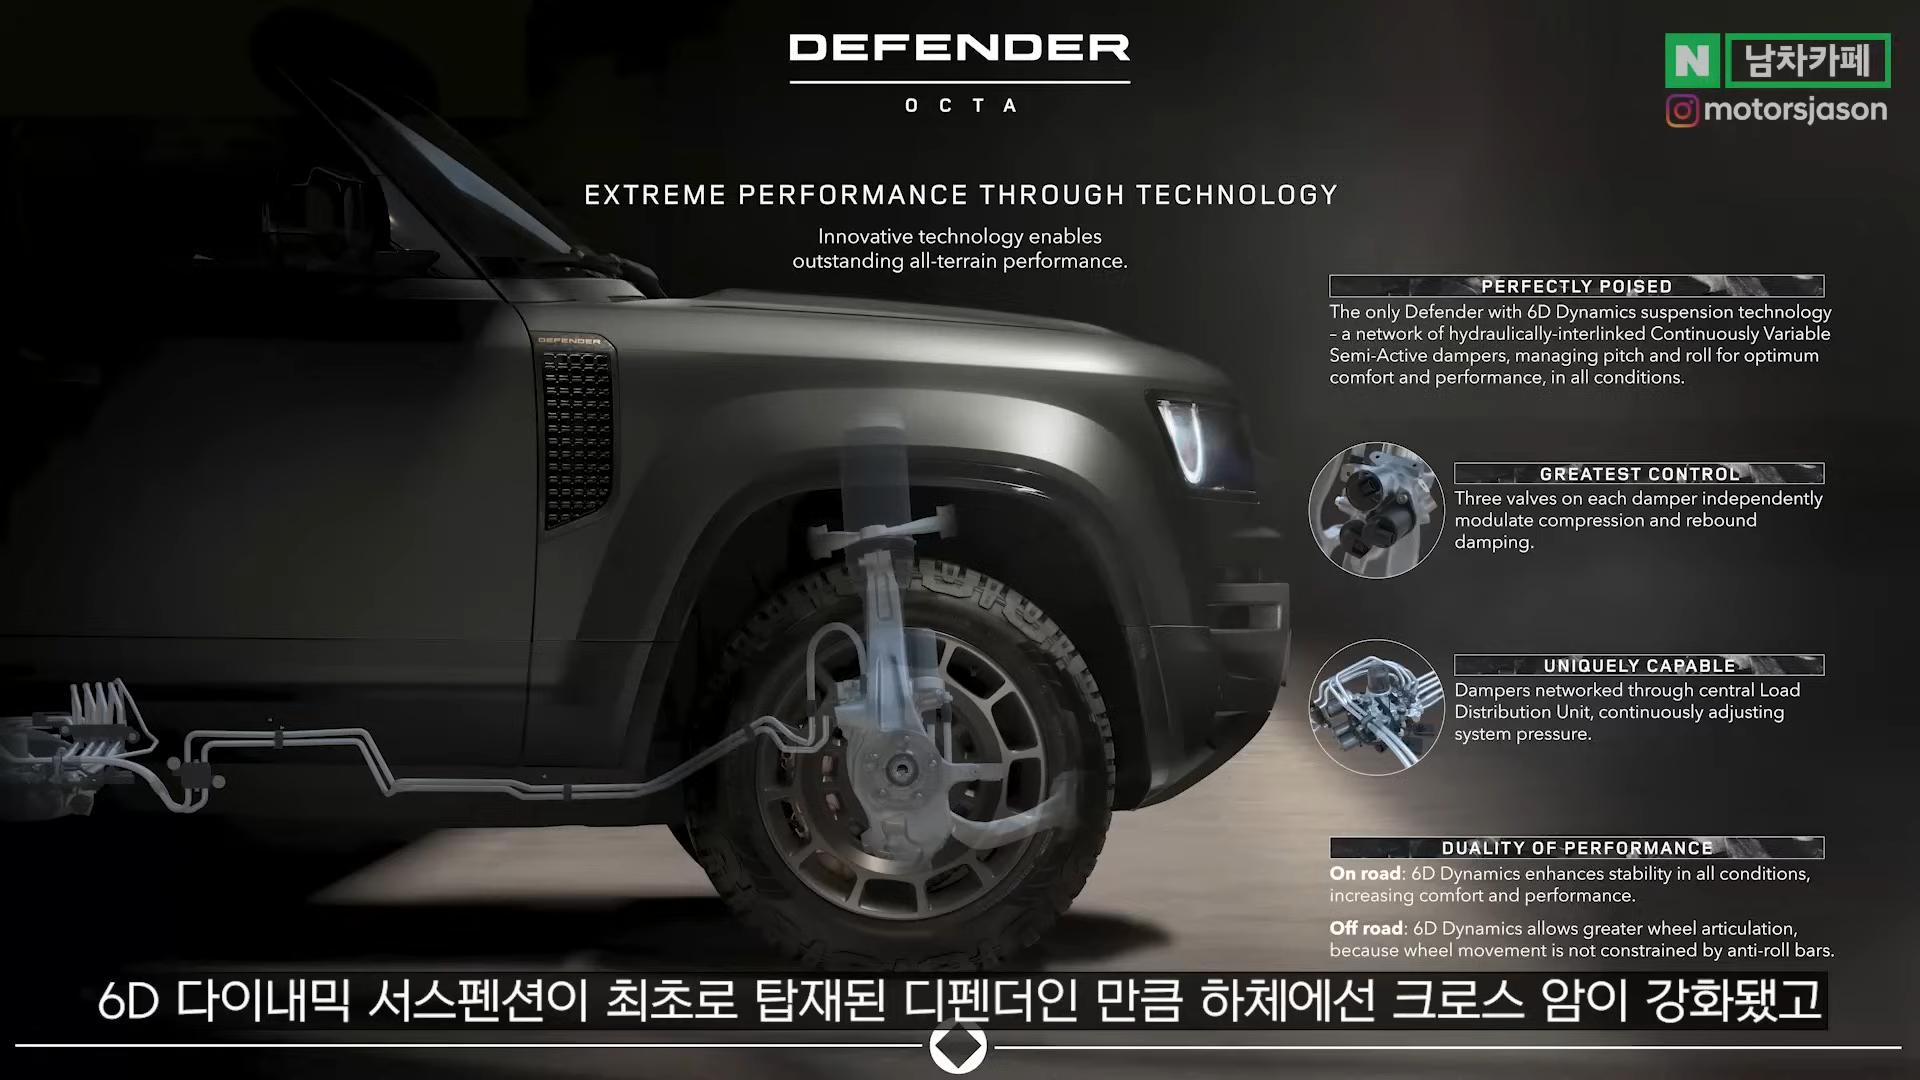 DEFENDER
OCTA
N 남차카페
motorsjason
EXTREME PERFORMANCE THROUGH TECHNOLOGY
Innovative technology enables
outstanding all-terrain performance.
DEFENDER
PERFECTLY POISED
The only Defender with 6D Dynamics suspension technology
– a network of hydraulically-interlinked Continuously Variable
Semi-Active dampers, managing pitch and roll for optimum
comfort and performance, in all conditions.
GREATEST CONTROL
Three valves on each damper independently
modulate compression and rebound
damping.
UNIQUELY CAPABLE
Dampers networked through central Load
Distribution Unit, continuously adjusting
system pressure.
DUALITY OF PERFORMANCE
On road: 6D Dynamics enhances stability in all conditions,
increasing comfort and performance.
Off road: 6D Dynamics allows greater wheel articulation,
because wheel movement is not constrained by anti-roll bars.
6D 다이내믹 서스펜션이 최초로 탑재된 디펜더인 만큼 하체에선 크로스 암이 강화됐고